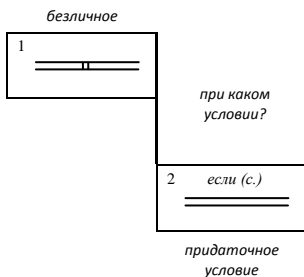 безличное
1
при каком
условии?
2 если (с.)
придаточное
условие